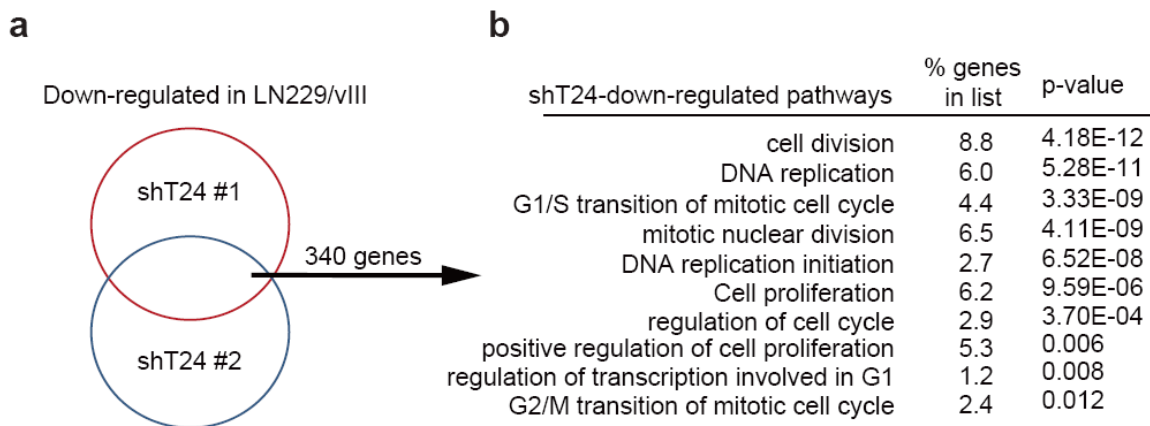 a
Down-regulated in LN229/vIII
shT24 #1
340 genes
shT24 #2
b
shT24-down-regulated pathways % genes in list p-value
cell division 8.8 4.18E-12
DNA replication 6.0 5.28E-11
G1/S transition of mitotic cell cycle 4.4 3.33E-09
mitotic nuclear division 6.5 4.11E-09
DNA replication initiation 2.7 6.52E-08
Cell proliferation 6.2 9.59E-06
regulation of cell cycle 2.9 3.70E-04
positive regulation of cell proliferation 5.3 0.006
regulation of transcription involved in G1 1.2 0.008
G2/M transition of mitotic cell cycle 2.4 0.012